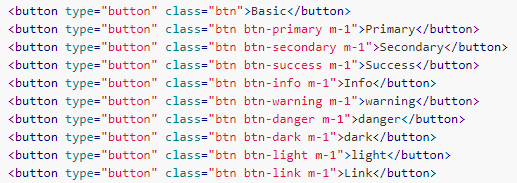 <button type="button" class="btn">Basic</button>
<button type="button" class="btn btn-primary m-1">Primary</button>
<button type="button" class="btn btn-secondary m-1">Secondary</button>
<button type="button" class="btn btn-success m-1">Success</button>
<button type="button" class="btn btn-info m-1">Info</button>
<button type="button" class="btn btn-warning m-1">warning</button>
<button type="button" class="btn btn-danger m-1">danger</button>
<button type="button" class="btn btn-dark m-1">dark</button>
<button type="button" class="btn btn-light m-1">light</button>
<button type="button" class="btn btn-link m-1">Link</button>